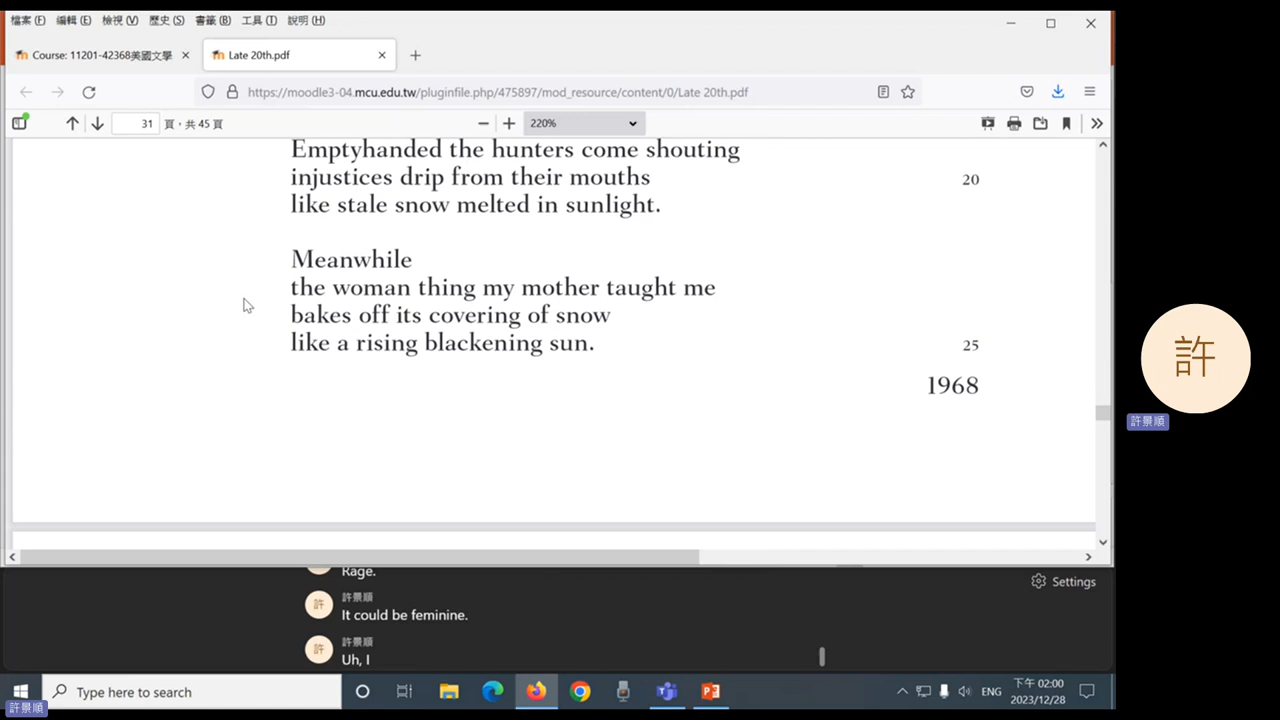 檔案(F) 編輯(E) 檢視(V) 歷史(S) 書籤(B) 工具(T) 說明(H)
Course: 11201-42368美國文學
Late 20th.pdf
https://moodle3-04.mcu.edu.tw/pluginfile.php/475897/mod_resource/content/0/Late 20th.pdf
31 頁，共 45 頁
220%
Emptyhanded the hunters come shouting
injustices drip from their mouths 20
like stale snow melted in sunlight.
Meanwhile
the woman thing my mother taught me
bakes off its covering of snow
like a rising blackening sun. 25
1968
許
許景順
Rage.
Settings
許景順
許 It could be feminine.
許景順
許 Uh, I
Type here to search
ENG
下午 02:00
2023/12/28
許景順